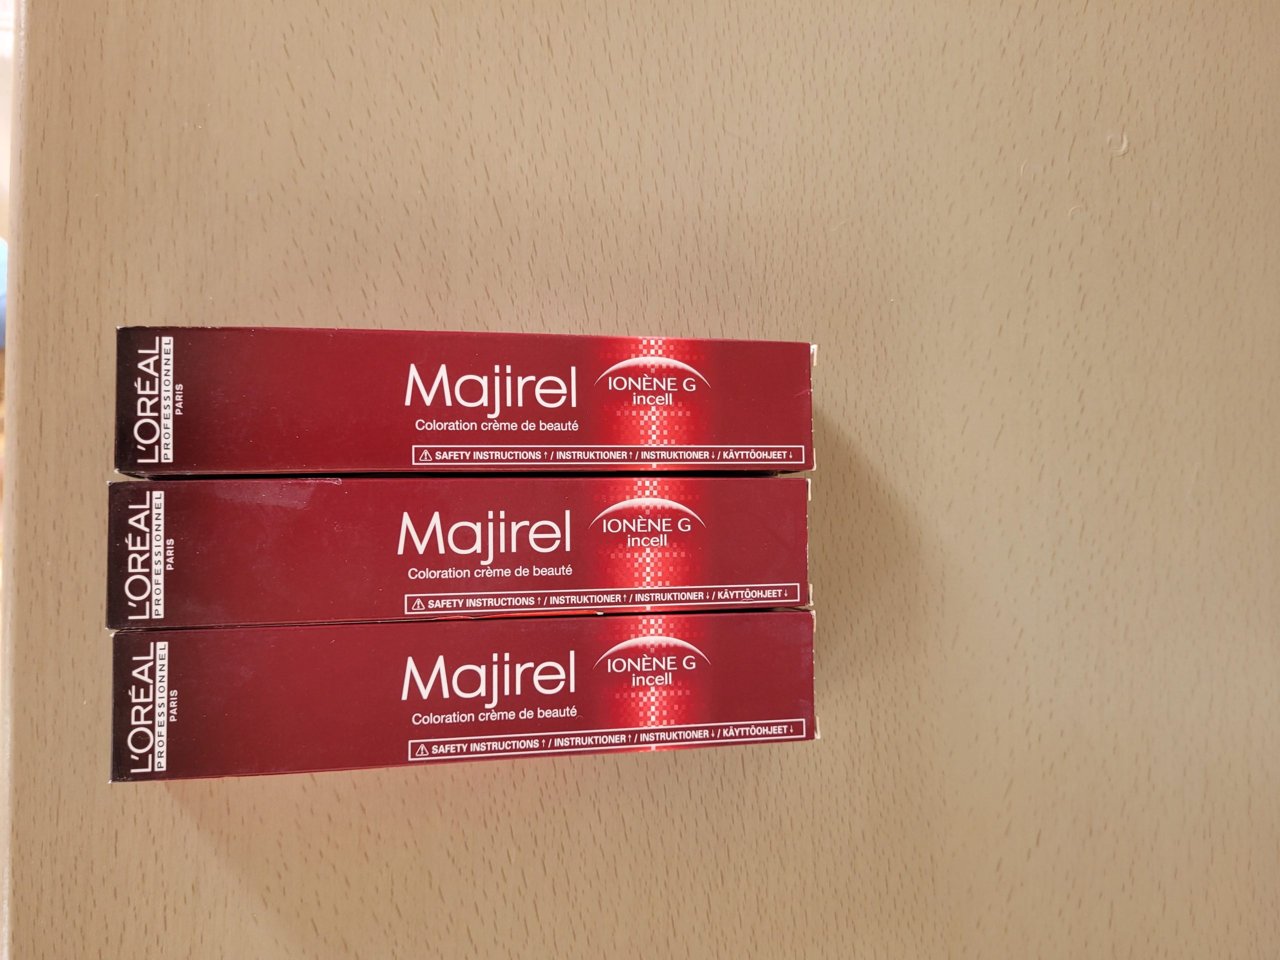 L'ORÉAL
PROFESSIONNEL
PARIS
Majirel
Coloration crème de beauté
IONÈNE G
incell
⚠ SAFETY INSTRUCTIONS ↑ / INSTRUKTIONER ↑ / INSTRUKTIONER ↓ / KÄYTTÖOHJEET ↓
L'ORÉAL
PROFESSIONNEL
PARIS
Majirel
Coloration crème de beauté
IONÈNE G
incell
⚠ SAFETY INSTRUCTIONS ↑ / INSTRUKTIONER ↑ / INSTRUKTIONER ↓ / KÄYTTÖOHJEET ↓
L'ORÉAL
PROFESSIONNEL
PARIS
Majirel
Coloration crème de beauté
IONÈNE G
incell
⚠ SAFETY INSTRUCTIONS ↑ / INSTRUKTIONER ↑ / INSTRUKTIONER ↓ / KÄYTTÖOHJEET ↓